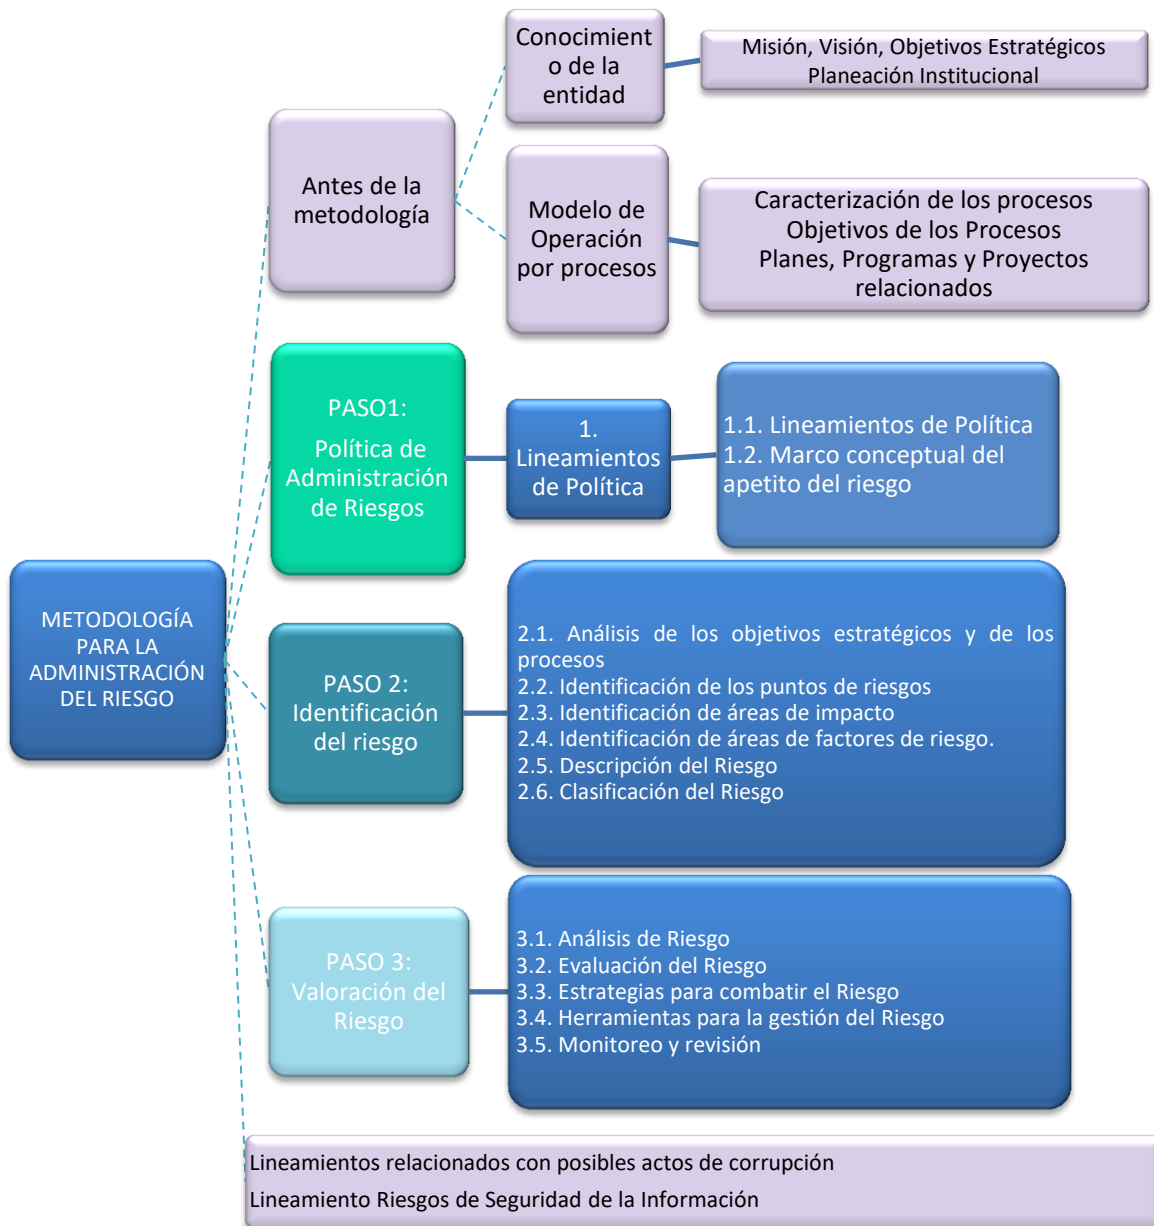 Conocimient
o de la
entidad
Misión, Visión, Objetivos Estratégicos
Planeación Institucional
Antes de la
metodología
Modelo de
Operación
por procesos
Caracterización de los procesos
Objetivos de los Procesos
Planes, Programas y Proyectos
relacionados
PASO1:
Política de
Administración
de Riesgos
1.
Lineamientos
de Política
1.1. Lineamientos de Política
1.2. Marco conceptual del
apetito del riesgo
METODOLOGÍA
PARA LA
ADMINISTRACIÓN
DEL RIESGO
PASO 2:
Identificación
del riesgo
2.1. Análisis de los objetivos estratégicos y de los
procesos
2.2. Identificación de los puntos de riesgos
2.3. Identificación de áreas de impacto
2.4. Identificación de áreas de factores de riesgo.
2.5. Descripción del Riesgo
2.6. Clasificación del Riesgo
PASO 3:
Valoración del
Riesgo
3.1. Análisis de Riesgo
3.2. Evaluación del Riesgo
3.3. Estrategias para combatir el Riesgo
3.4. Herramientas para la gestión del Riesgo
3.5. Monitoreo y revisión
Lineamientos relacionados con posibles actos de corrupción
Lineamiento Riesgos de Seguridad de la Información